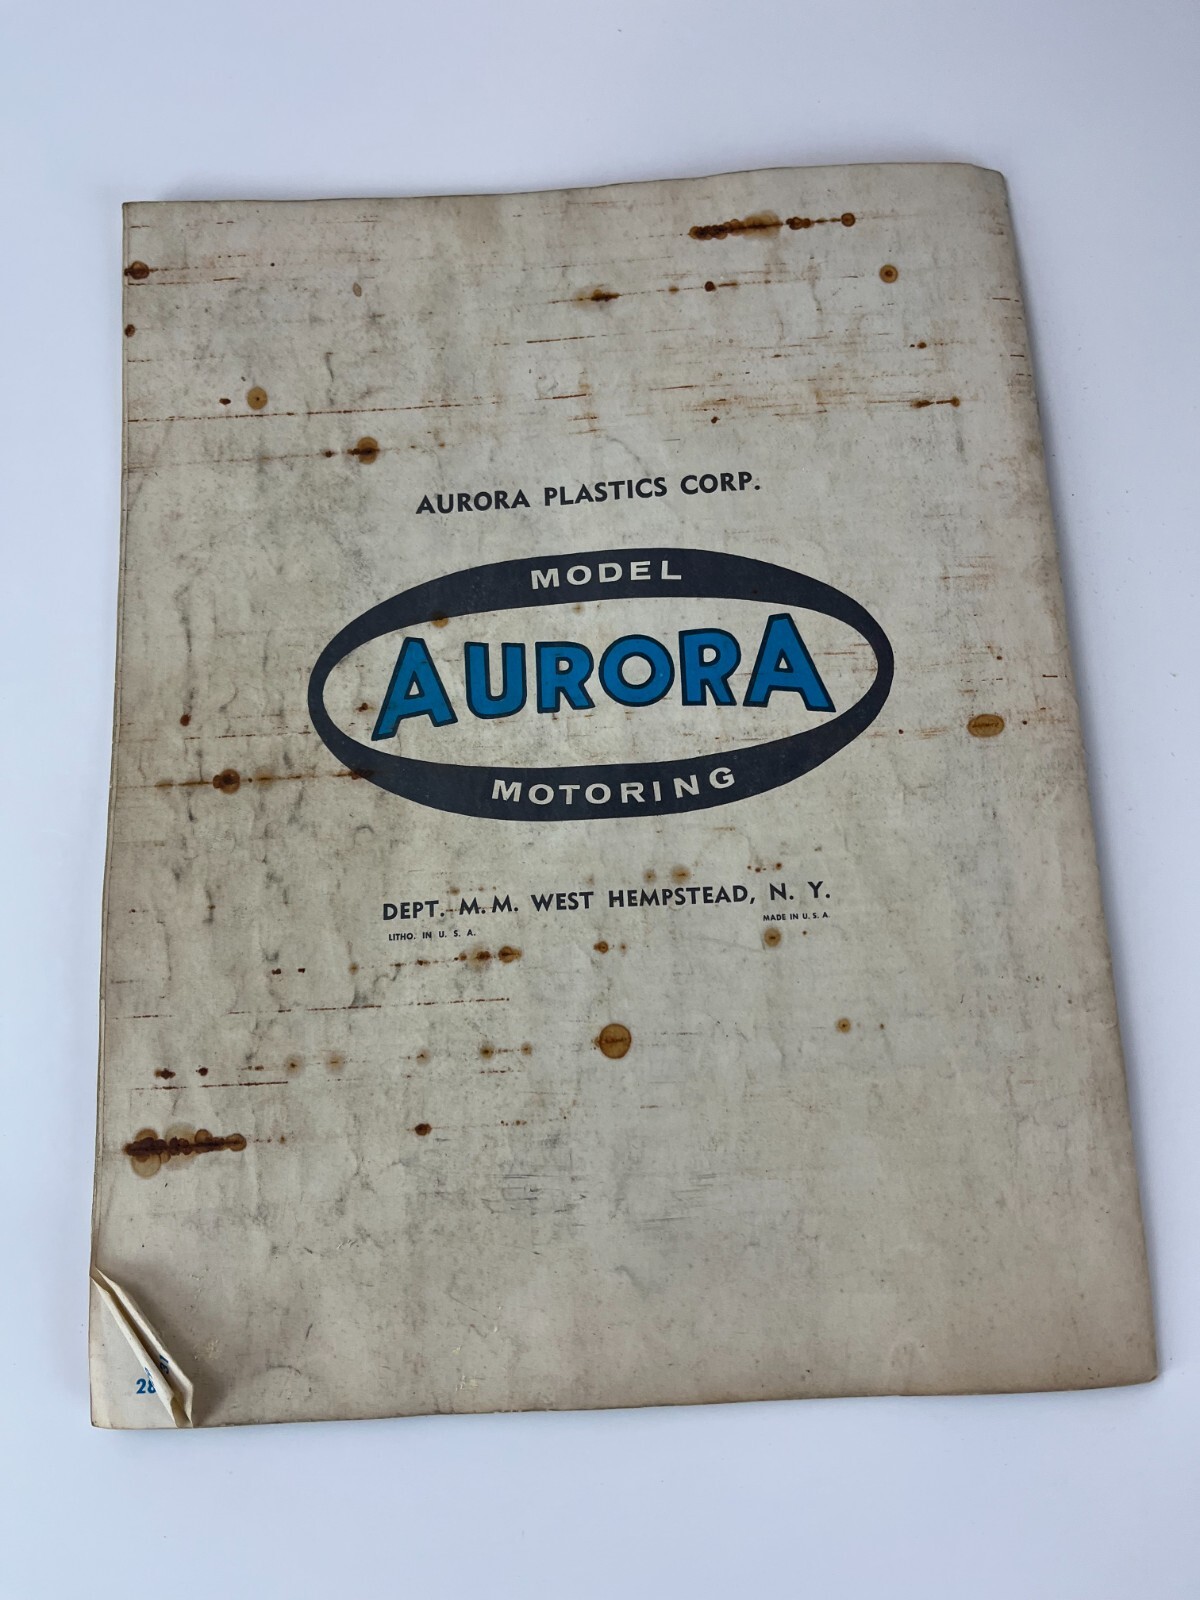 AURORA PLASTICS CORP.
MODEL
AURORA
MOTORING
DEPT. M. M. WEST HEMPSTEAD, N. Y.
LITHO. IN U. S. A.
MADE IN U. S. A.